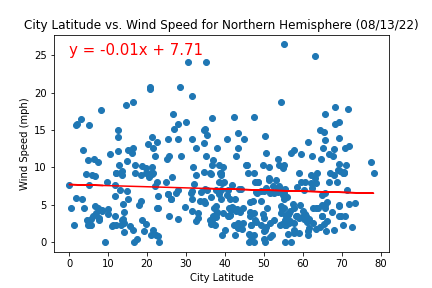 City Latitude vs. Wind Speed for Northern Hemisphere (08/13/22)
y = -0.01x + 7.71
25
20
15
10
5
0
Wind Speed (mph)
0 10 20 30 40 50 60 70 80
City Latitude